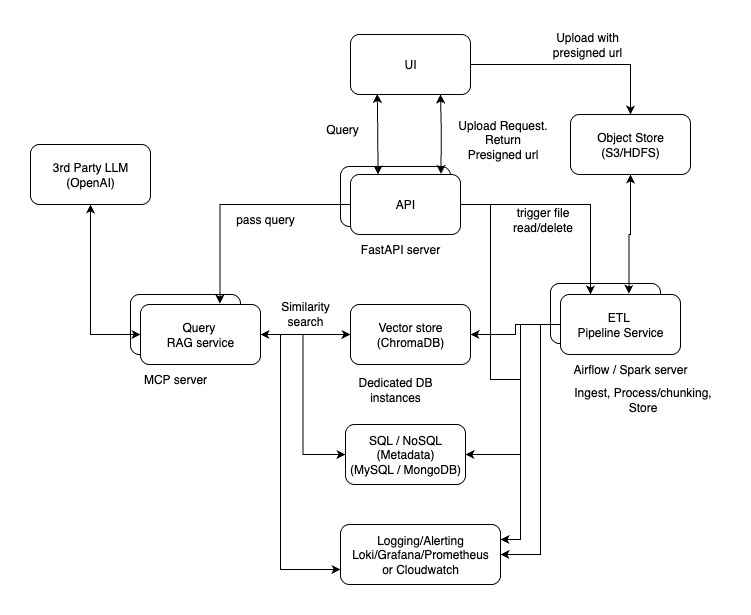 Upload with
presigned url
UI
Query
Upload Request.
Return
Presigned url
Object Store
(S3/HDFS)
3rd Party LLM
(OpenAI)
API
pass query
trigger file
read/delete
FastAPI server
Similarity
search
Query
RAG service
Vector store
(ChromaDB)
ETL
Pipeline Service
MCP server
Dedicated DB
instances
Airflow / Spark server
Ingest, Process/chunking,
Store
SQL / NoSQL
(Metadata)
(MySQL / MongoDB)
Logging/Alerting
Loki/Grafana/Prometheus
or Cloudwatch